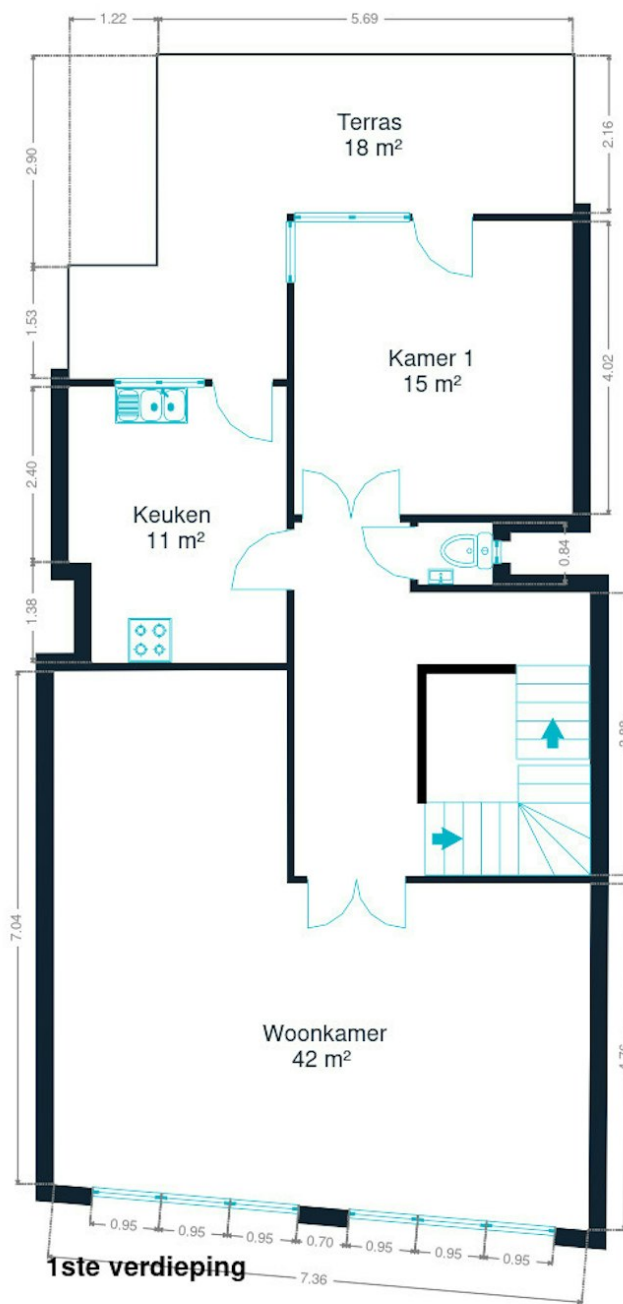 1.22
5.69
Terras
18 m²
2.90
2.16
1.53
Kamer 1
15 m²
4.02
2.40
Keuken
11 m²
0.84
1.38
7.04
Woonkamer
42 m²
0.95
0.95
0.95
0.70
0.95
0.95
0.95
1ste verdieping
7.36